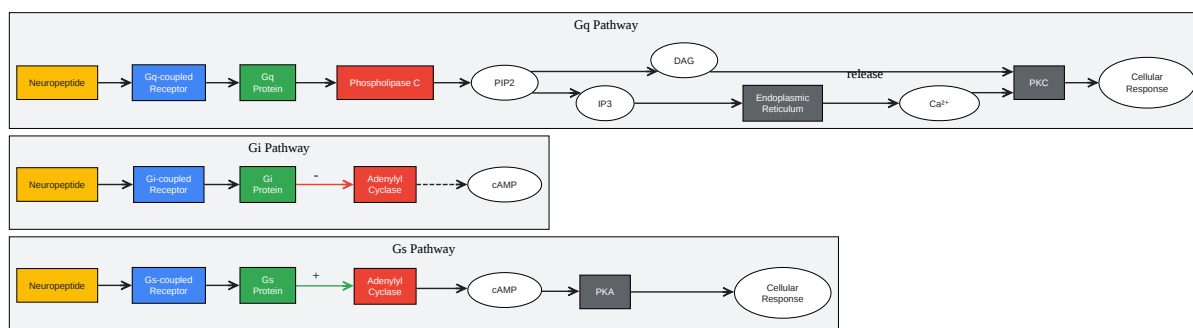 Gq Pathway
Neuropeptide
Gq-coupled
Receptor
Gq
Protein
Phospholipase C
PIP2
DAG
IP3
Endoplasmic
Reticulum
release
Ca²⁺
PKC
Cellular
Response
Gi Pathway
Neuropeptide
Gi-coupled
Receptor
Gi
Protein
-
Adenylyl
Cyclase
cAMP
Gs Pathway
Neuropeptide
Gs-coupled
Receptor
Gs
Protein
+
Adenylyl
Cyclase
cAMP
PKA
Cellular
Response